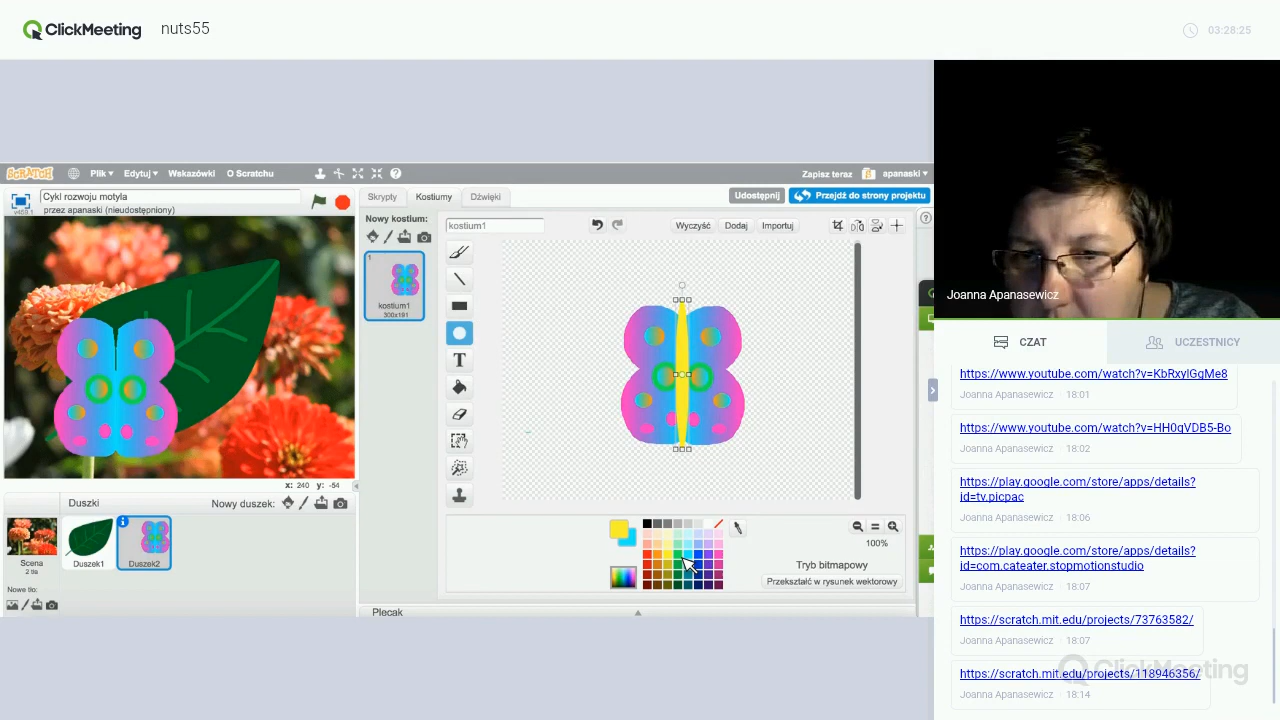 ClickMeeting
nuts55
03:28:25
SCRATCH
Plik
Edytuj
Wskazówki
O Scratchu
Zapisz teraz
apanaski
Cykl rozwoju motyla
przez apanaski (nieudostępniony)
Skrypty
Kostiumy
Dźwięki
Udostępnij
Przejdź do strony projektu
Nowy kostium:
kostium1
Wyczyść
Dodaj
Importuj
1
kostium1
300x191
T
x: 240 y: -54
Duszki
Nowy duszek:
Scena
2 tła
Duszek1
Duszek2
Nowe tło:
100%
Tryb bitmapowy
Przekształć w rysunek wektorowy
Plecak
Joanna Apanasewicz
CZAT
UCZESTNICY
https://www.youtube.com/watch?v=KbRxyIGgMe8
Joanna Apanasewicz 18:01
https://www.youtube.com/watch?v=HH0qVDB5-Bo
Joanna Apanasewicz 18:02
https://play.google.com/store/apps/details?
id=tv.picpac
Joanna Apanasewicz 18:06
https://play.google.com/store/apps/details?
id=com.cateater.stopmotionstudio
Joanna Apanasewicz 18:07
https://scratch.mit.edu/projects/73763582/
Joanna Apanasewicz 18:07
https://scratch.mit.edu/projects/118946356/
Joanna Apanasewicz 18:14
ClickMeeting